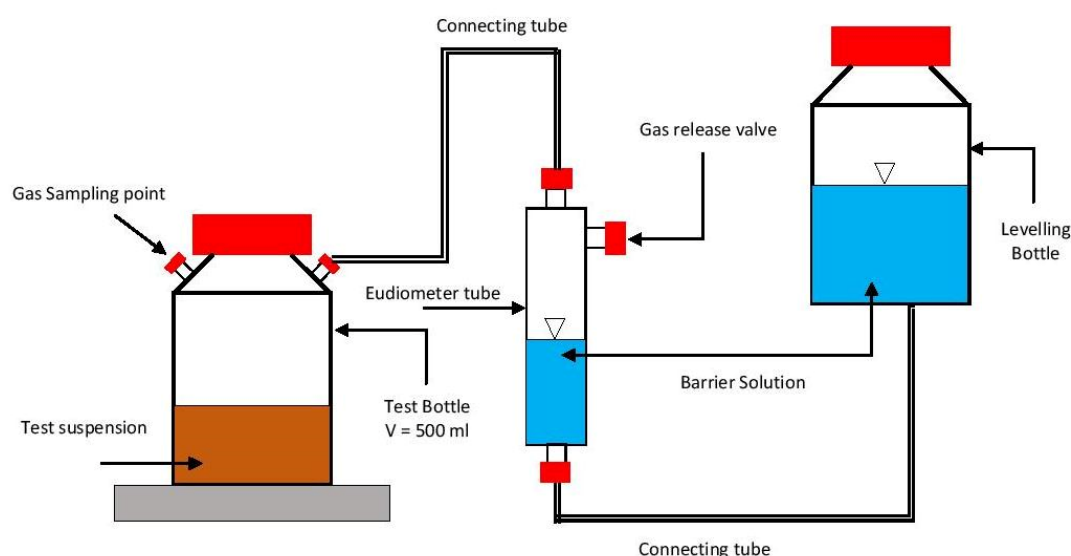 Connecting tube
Gas release valve
Gas Sampling point
Levelling
Bottle
Eudiometer tube
Barrier Solution
Test Bottle
V = 500 ml
Test suspension
Connecting tube